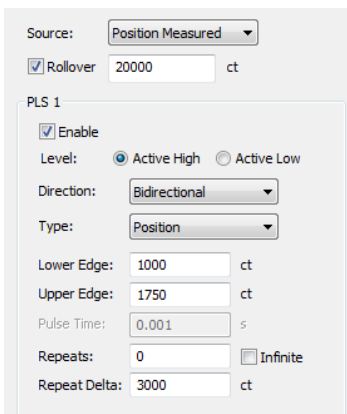 Source: Position Measured
Rollover 20000 ct
PLS 1
Enable
Level: Active High Active Low
Direction: Bidirectional
Type: Position
Lower Edge: 1000 ct
Upper Edge: 1750 ct
Pulse Time: 0.001 s
Repeats: 0 Infinite
Repeat Delta: 3000 ct